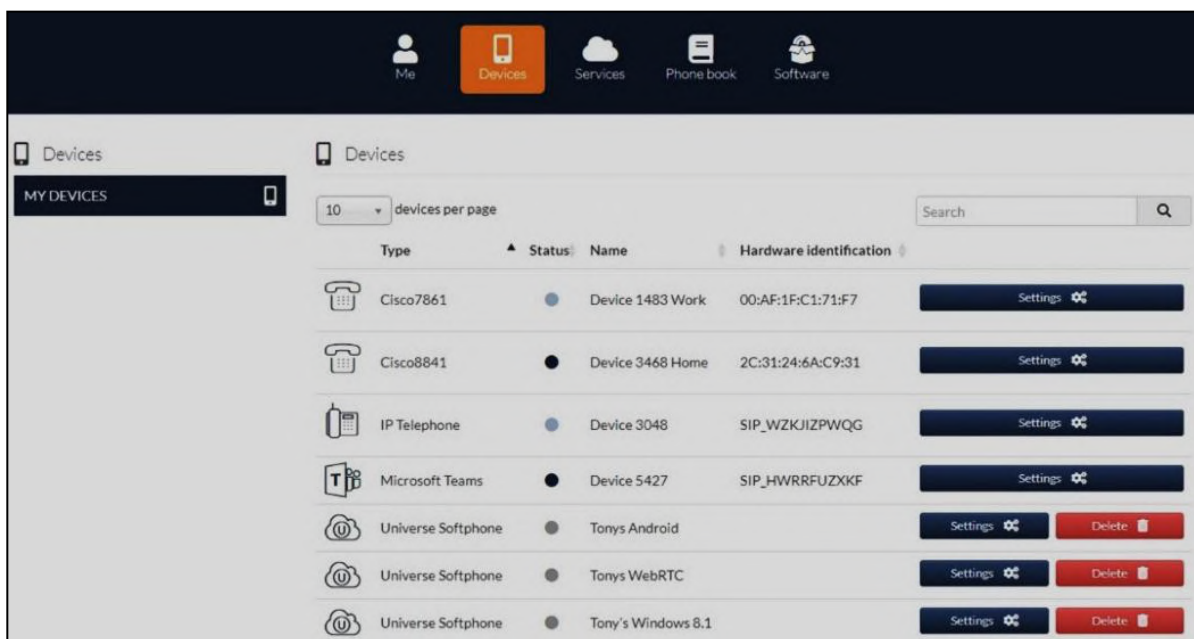 Me Devices Services Phone book Software
Devices
MY DEVICES
Devices
10 devices per page Search
Type Status Name Hardware identification
Cisco7861 Device 1483 Work 00:AF:1F:C1:71:F7 Settings
Cisco8841 Device 3468 Home 2C:31:24:6A:C9:31 Settings
IP Telephone Device 3048 SIP_WZKJIZPWQG Settings
T Microsoft Teams Device 5427 SIP_HWRRFUZXKF Settings
U Universe Softphone Tonys Android Settings Delete
U Universe Softphone Tonys WebRTC Settings Delete
U Universe Softphone Tony's Windows 8.1 Settings Delete